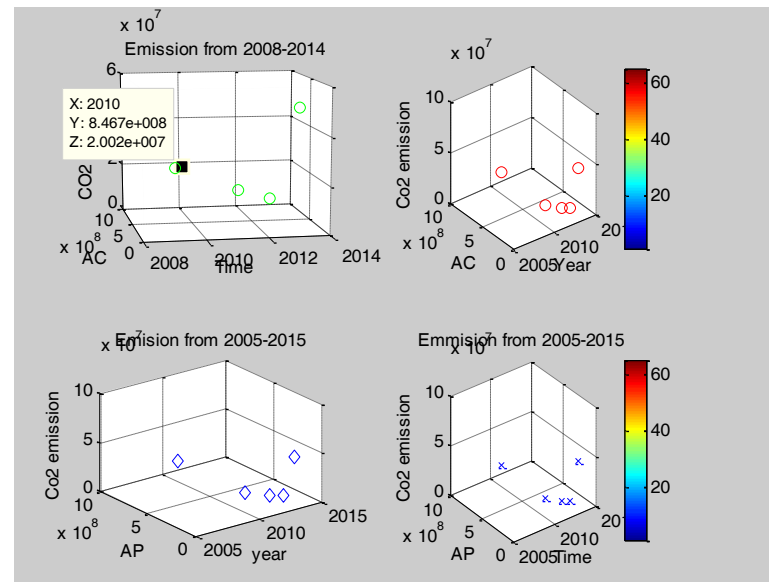 x 10^7
Emission from 2008-2014
6
X: 2010
Y: 8.467e+008
Z: 2.002e+007
2
0
CO2
10
5
0
x 10^8
AC
2008
2010
2012
2014
Time
x 10^7
10
5
0
Co2 emission
10
5
0
x 10^8
AC
2005
2010
201
Year
60
40
20
x 10^7
Emision from 2005-2015
10
5
0
Co2 emission
10
5
0
x 10^8
AP
2005
2010
2015
year
x 10^7
Emmision from 2005-2015
10
5
0
Co2 emission
10
5
0
x 10^8
AP
2005
2010
201
Time
60
40
20